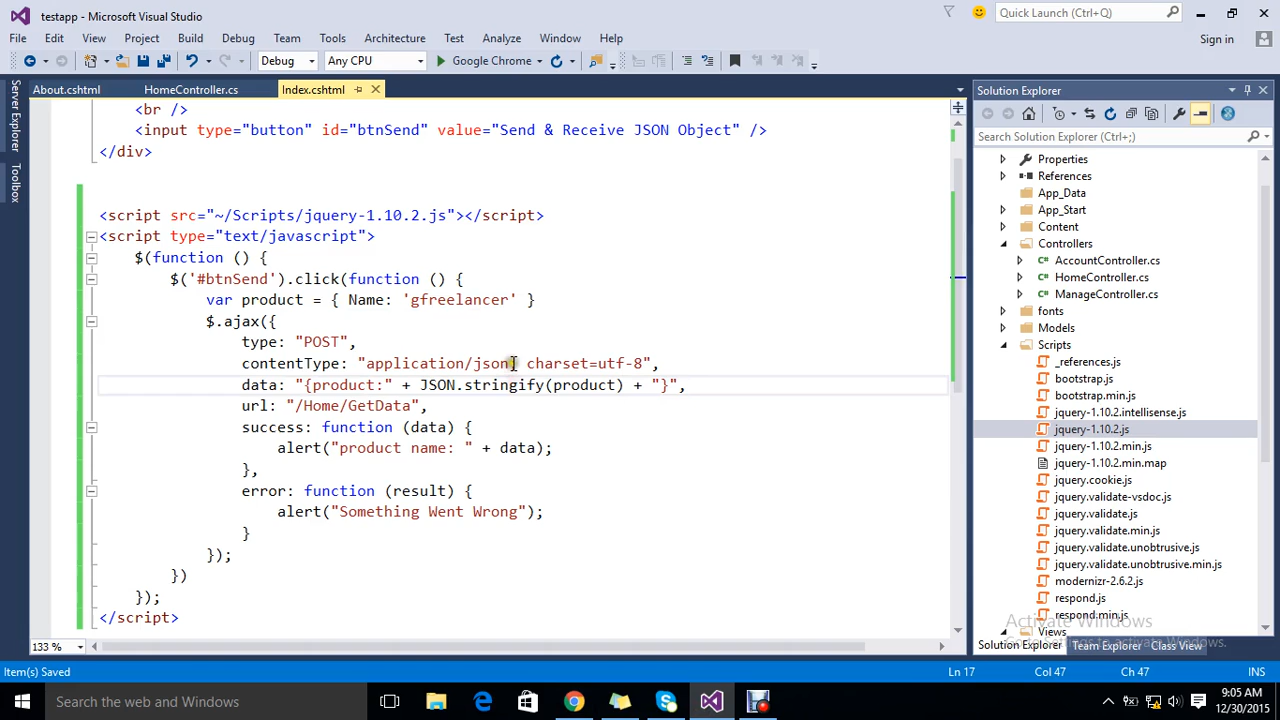 testapp - Microsoft Visual Studio
Quick Launch (Ctrl+Q)
File Edit View Project Build Debug Team Tools Architecture Test Analyze Window Help
Sign in
Debug Any CPU Google Chrome
About.cshtml HomeController.cs Index.cshtml
Server Explorer
Toolbox
<br />
<input type="button" id="btnSend" value="Send & Receive JSON Object" />
</div>
<script src="~/Scripts/jquery-1.10.2.js"></script>
<script type="text/javascript">
$(function () {
$('#btnSend').click(function () {
var product = { Name: 'gfreelancer' }
$.ajax({
type: "POST",
contentType: "application/json; charset=utf-8",
data: "{product:" + JSON.stringify(product) + "}",
url: "/Home/GetData",
success: function (data) {
alert("product name: " + data);
},
error: function (result) {
alert("Something Went Wrong");
}
});
})
});
</script>
133 %
Solution Explorer
Search Solution Explorer (Ctrl+;)
Properties
References
App_Data
App_Start
Content
Controllers
AccountController.cs
HomeController.cs
ManageController.cs
fonts
Models
Scripts
_references.js
bootstrap.js
bootstrap.min.js
jquery-1.10.2.intellisense.js
jquery-1.10.2.js
jquery-1.10.2.min.js
jquery-1.10.2.min.map
jquery.cookie.js
jquery.validate-vsdoc.js
jquery.validate.js
jquery.validate.min.js
jquery.validate.unobtrusive.js
jquery.validate.unobtrusive.min.js
modernizr-2.6.2.js
respond.js
respond.min.js
Views
Activate Windows
Go to Settings to activate Windows.
Solution Explorer Team Explorer Class View
Item(s) Saved Ln 17 Col 47 Ch 47 INS
Search the web and Windows
9:05 AM
12/30/2015